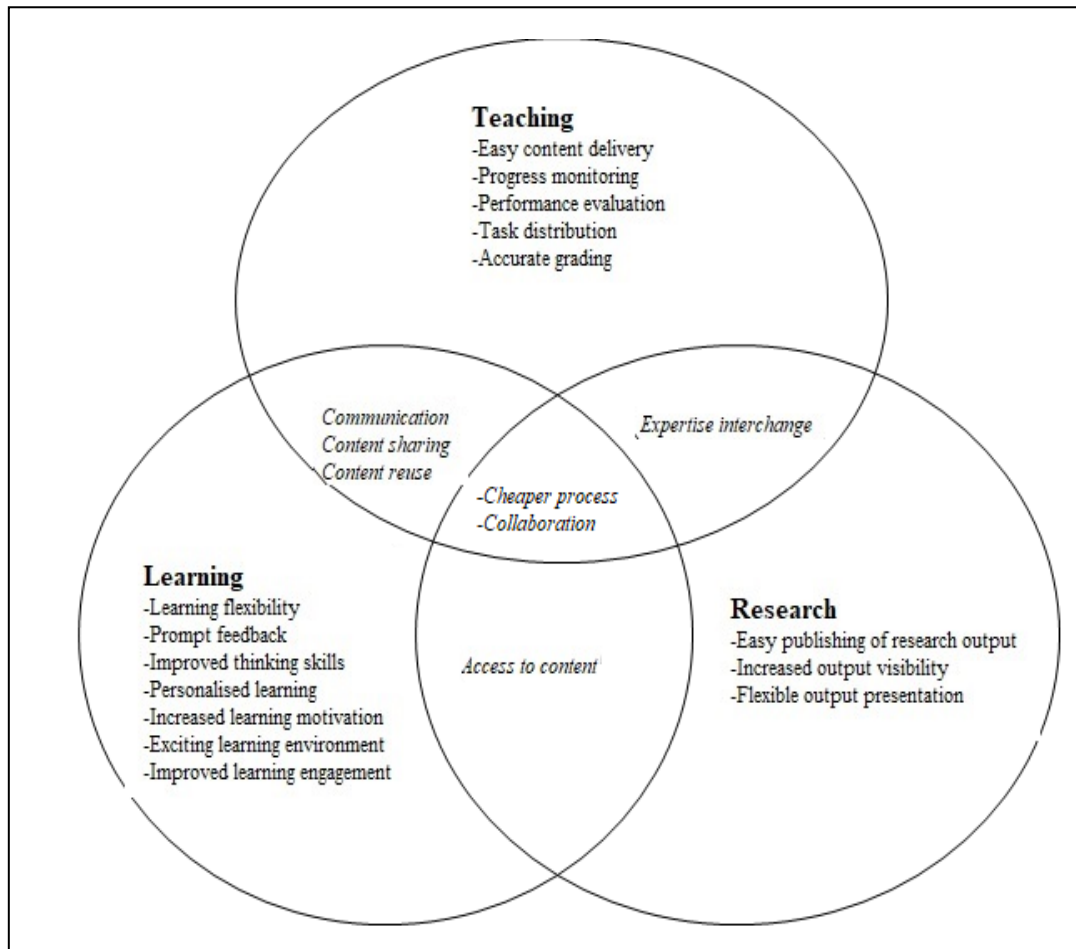 Teaching
-Easy content delivery
-Progress monitoring
-Performance evaluation
-Task distribution
-Accurate grading
Communication
Content sharing
Content reuse
Expertise interchange
-Cheaper process
-Collaboration
Learning
-Learning flexibility
-Prompt feedback
-Improved thinking skills
-Personalised learning
-Increased learning motivation
-Exciting learning environment
-Improved learning engagement
Access to content
Research
-Easy publishing of research output
-Increased output visibility
-Flexible output presentation